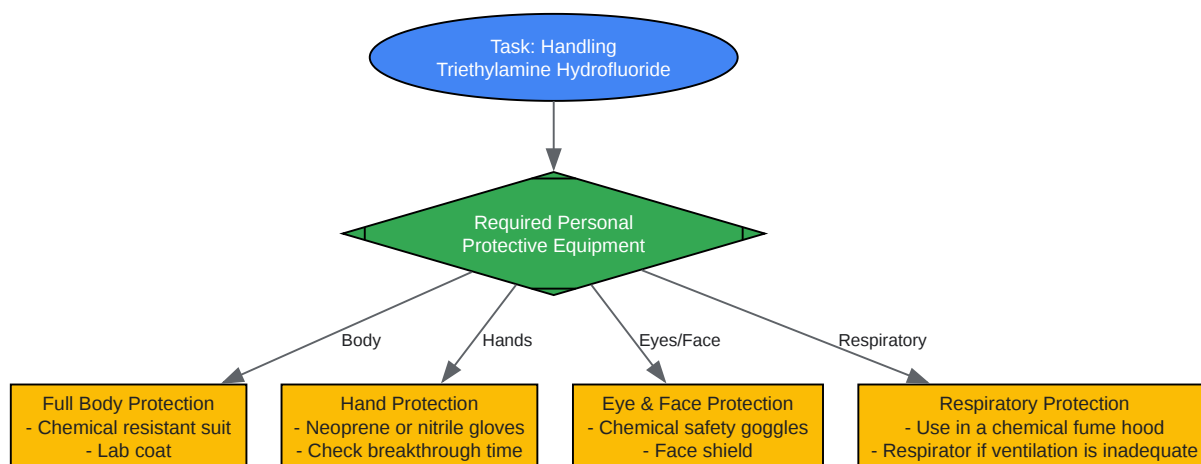 Task: Handling
Triethylamine Hydrofluoride
Required Personal
Protective Equipment
Body
Hands
Eyes/Face
Respiratory
Full Body Protection
- Chemical resistant suit
- Lab coat
Hand Protection
- Neoprene or nitrile gloves
- Check breakthrough time
Eye & Face Protection
- Chemical safety goggles
- Face shield
Respiratory Protection
- Use in a chemical fume hood
- Respirator if ventilation is inadequate